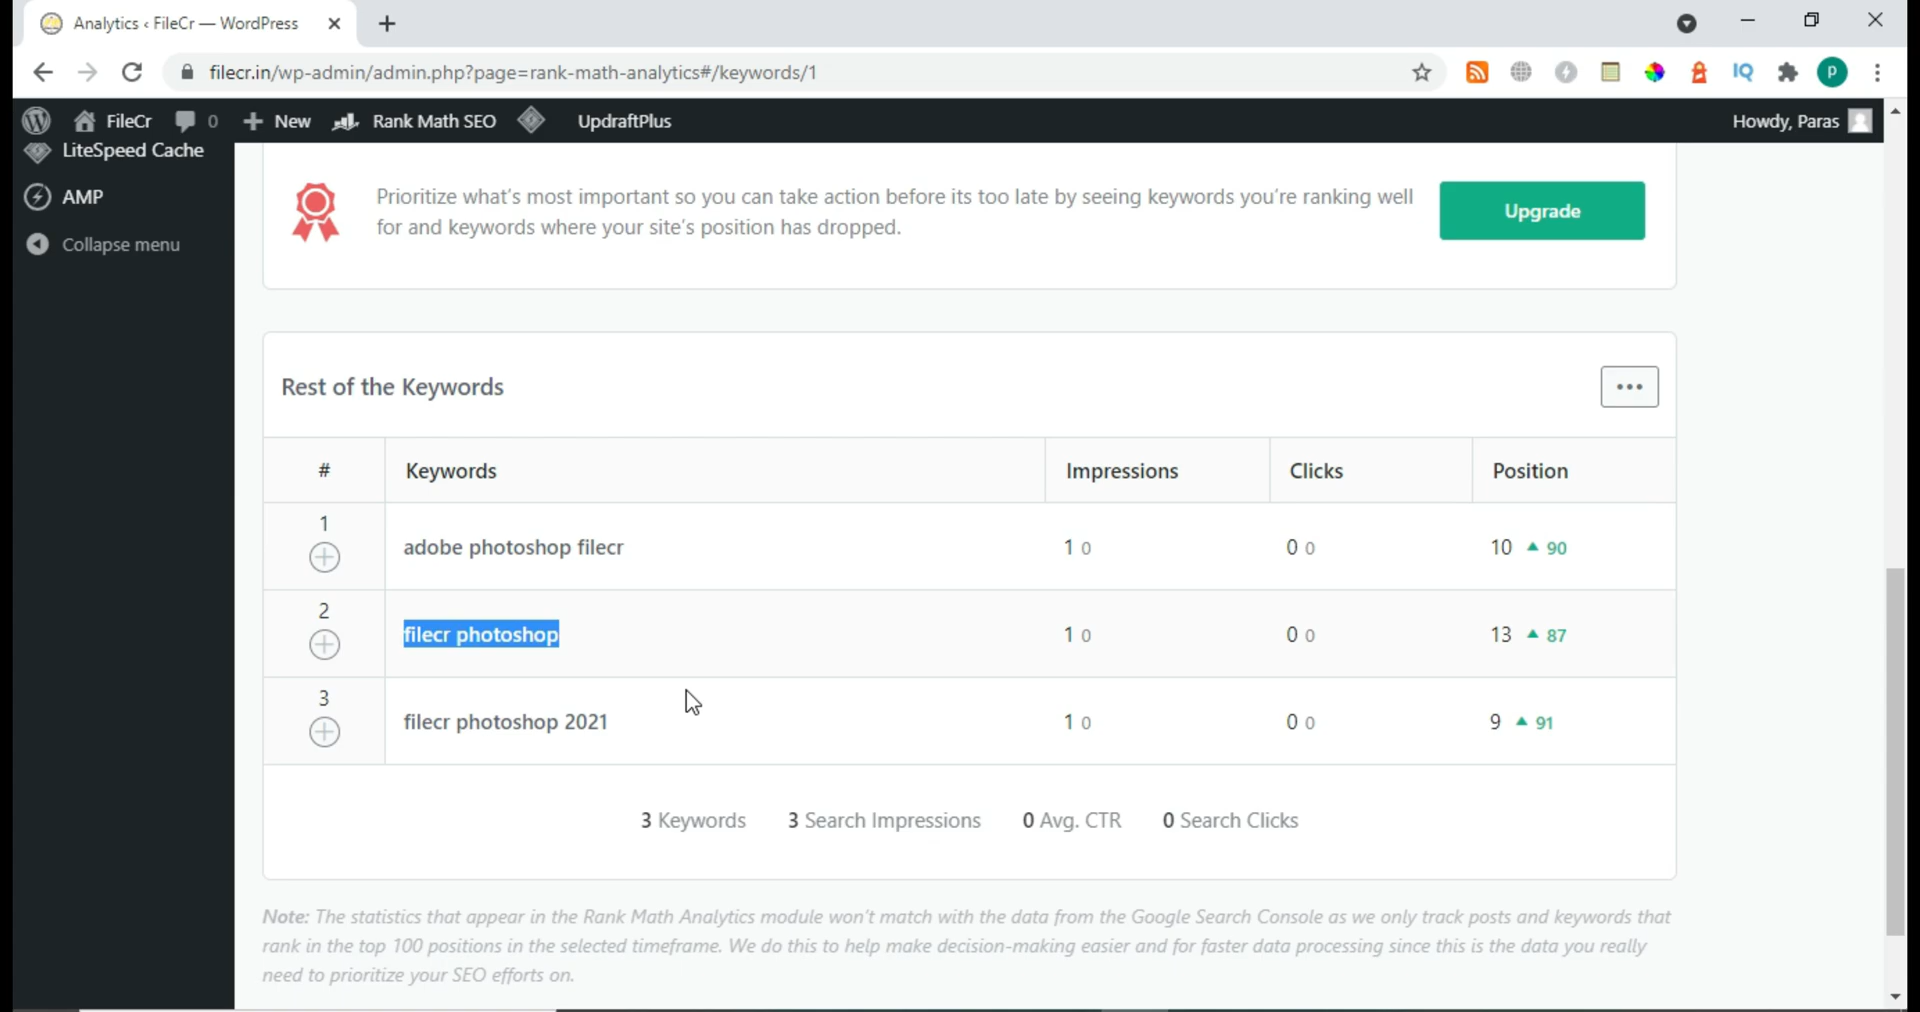 Analytics ‹ FileCr — WordPress
filecr.in/wp-admin/admin.php?page=rank-math-analytics#/keywords/1
IQ
P
FileCr
0
New
Rank Math SEO
UpdraftPlus
Howdy, Paras
LiteSpeed Cache
AMP
Collapse menu
Prioritize what's most important so you can take action before its too late by seeing keywords you're ranking well
for and keywords where your site's position has dropped.
Upgrade
Rest of the Keywords
# Keywords Impressions Clicks Position
1 adobe photoshop filecr 1 0 0 0 10 90
2 filecr photoshop 1 0 0 0 13 87
3 filecr photoshop 2021 1 0 0 0 9 91
3 Keywords 3 Search Impressions 0 Avg. CTR 0 Search Clicks
Note: The statistics that appear in the Rank Math Analytics module won't match with the data from the Google Search Console as we only track posts and keywords that
rank in the top 100 positions in the selected timeframe. We do this to help make decision-making easier and for faster data processing since this is the data you really
need to prioritize your SEO efforts on.